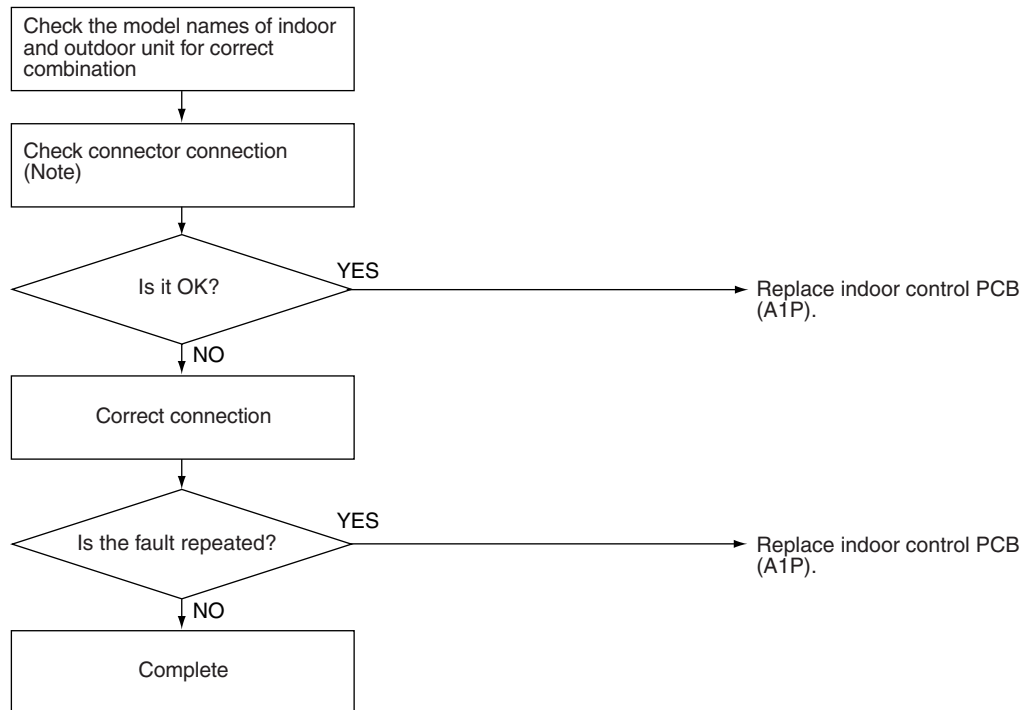 Check the model names of indoor
and outdoor unit for correct
combination
Check connector connection
(Note)
Is it OK?
YES
Replace indoor control PCB
(A1P).
NO
Correct connection
Is the fault repeated?
YES
Replace indoor control PCB
(A1P).
NO
Complete